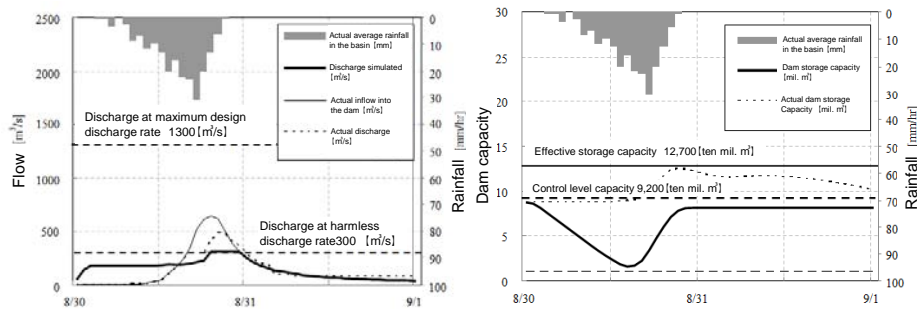 2500
2000
1500
1000
500
0
Flow [m³/s]
0
10
20
30
40
50
60
70
80
90
100
Rainfall [mm/hr]
8/30
8/31
9/1
Actual average rainfall
in the basin [mm]
Discharge simulated
[㎥/s]
Actual inflow into
the dam [㎥/s]
Actual discharge
[㎥/s]
Discharge at maximum design
discharge rate 1300 [㎥/s]
Discharge at harmless
discharge rate300 [㎥/s]
30
25
20
15
10
5
0
Dam capacity
0
10
20
30
40
50
60
70
80
90
100
Rainfall [mm/hr]
8/30
8/31
9/1
Actual average rainfall
in the basin [mm]
Dam storage capacity
[mil. ㎥]
Actual dam storage
Capacity [mil. ㎥]
Effective storage capacity 12,700 [ten mil. ㎥]
Control level capacity 9,200 [ten mil. ㎥]